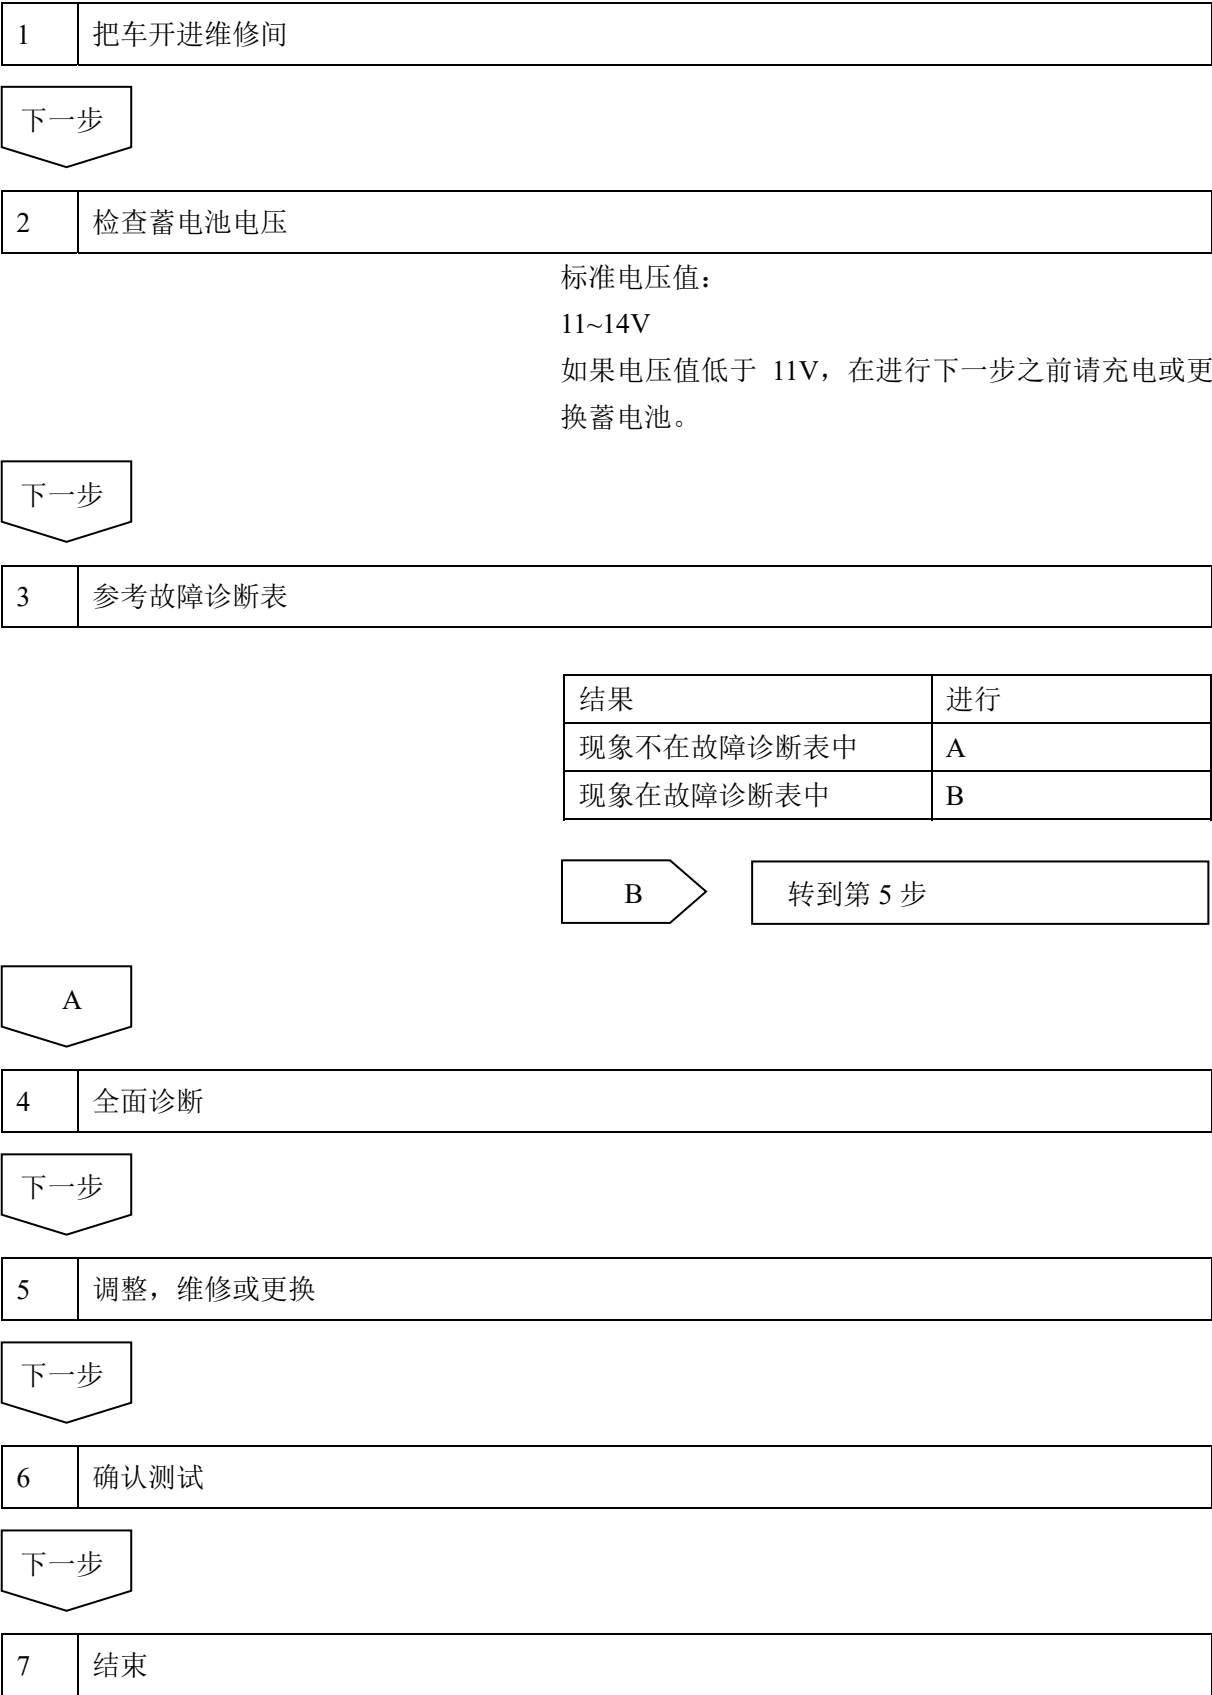 1 把车开进维修间
下一步
2 检查蓄电池电压
标准电压值：
11~14V
如果电压值低于 11V，在进行下一步之前请充电或更
换蓄电池。
下一步
3 参考故障诊断表
结果 进行
现象不在故障诊断表中 A
现象在故障诊断表中 B
B 转到第 5 步
A
4 全面诊断
下一步
5 调整，维修或更换
下一步
6 确认测试
下一步
7 结束